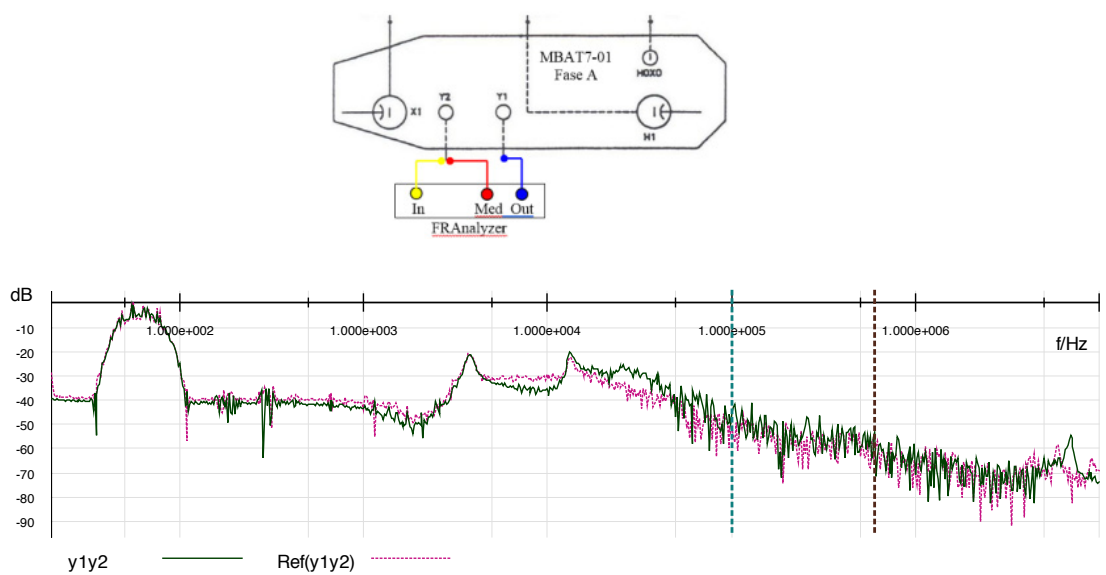 MBAT7-01
Fase A
H0X0
X1
Y2
Y1
H1
In
Med Out
FRAnalyzer
dB
1.000e+002
1.000e+003
1.000e+004
1.000e+005
1.000e+006
f/Hz
-10
-20
-30
-40
-50
-60
-70
-80
-90
y1y2
Ref(y1y2)